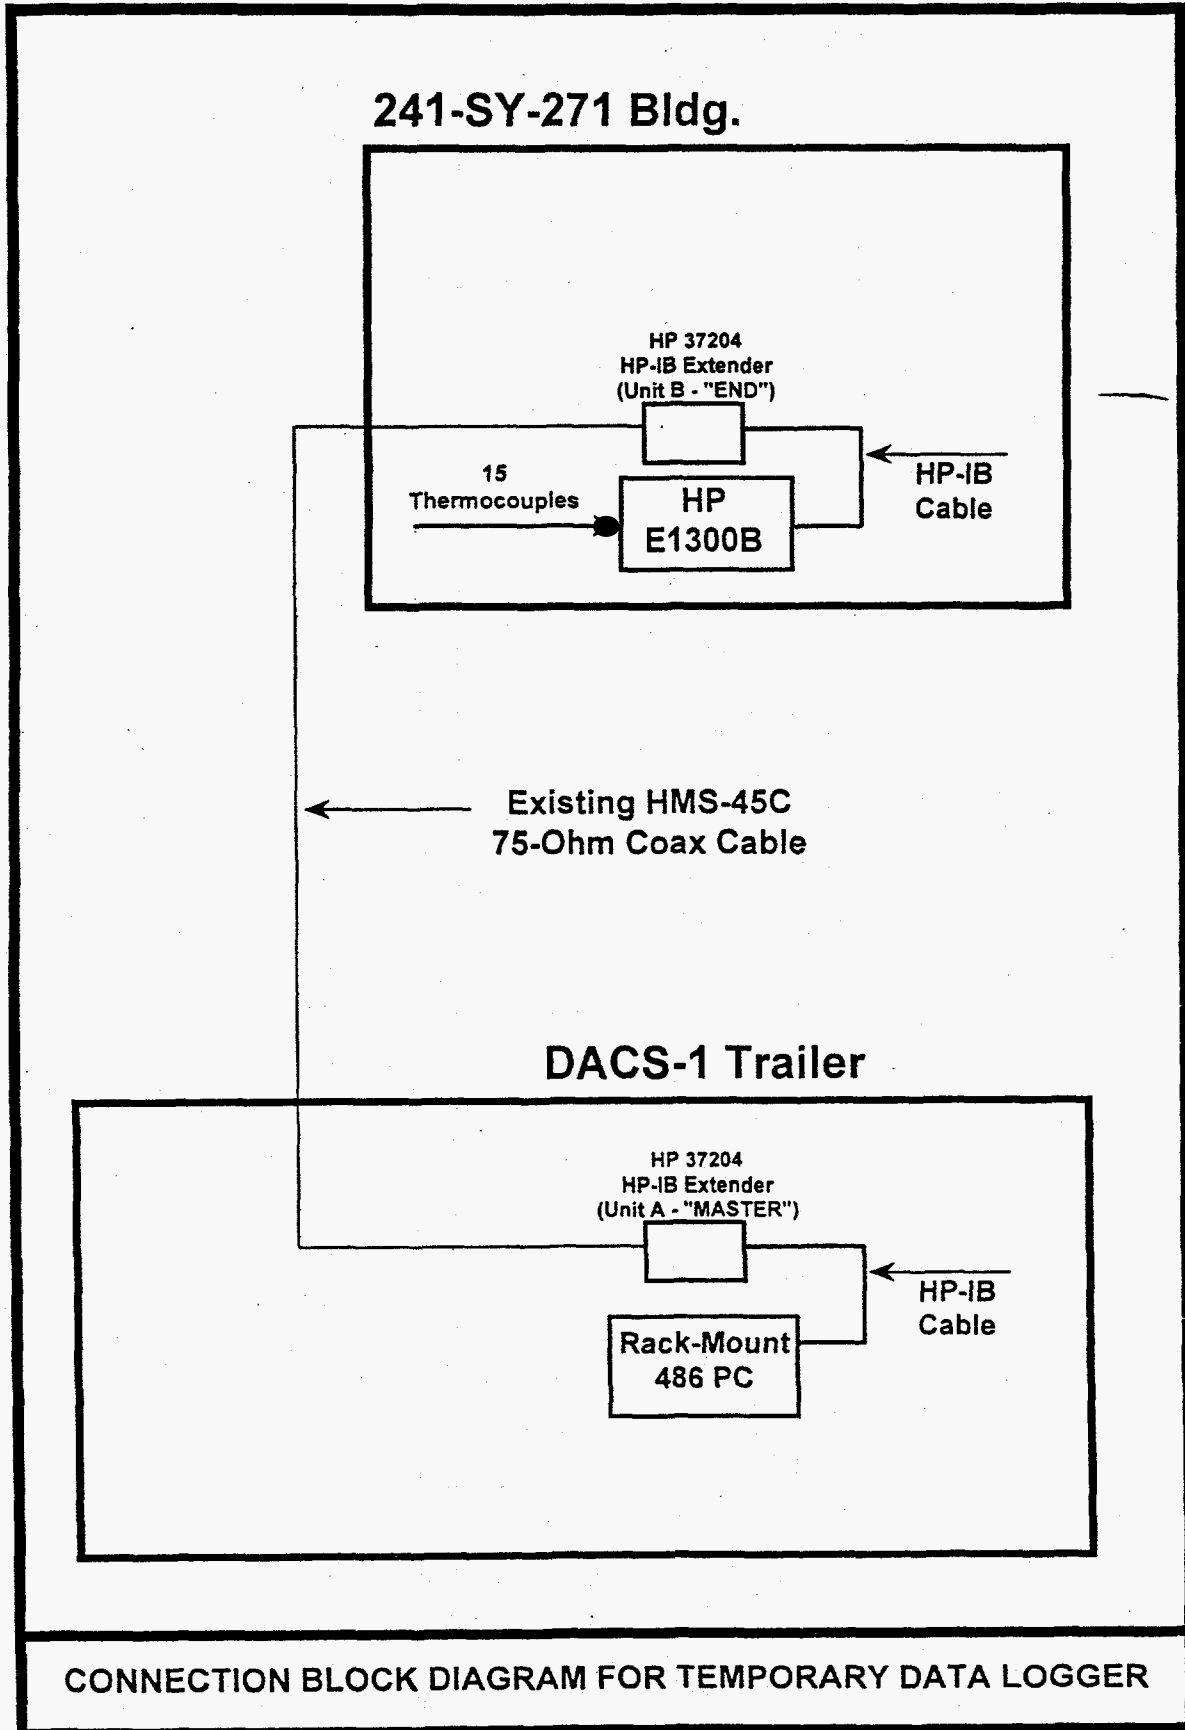 241-SY-271 Bldg.
HP 37204
HP-IB Extender
(Unit B - "END")
15
Thermocouples
HP
E1300B
HP-IB
Cable
Existing HMS-45C
75-Ohm Coax Cable
DACS-1 Trailer
HP 37204
HP-IB Extender
(Unit A - "MASTER")
HP-IB
Cable
Rack-Mount
486 PC
CONNECTION BLOCK DIAGRAM FOR TEMPORARY DATA LOGGER